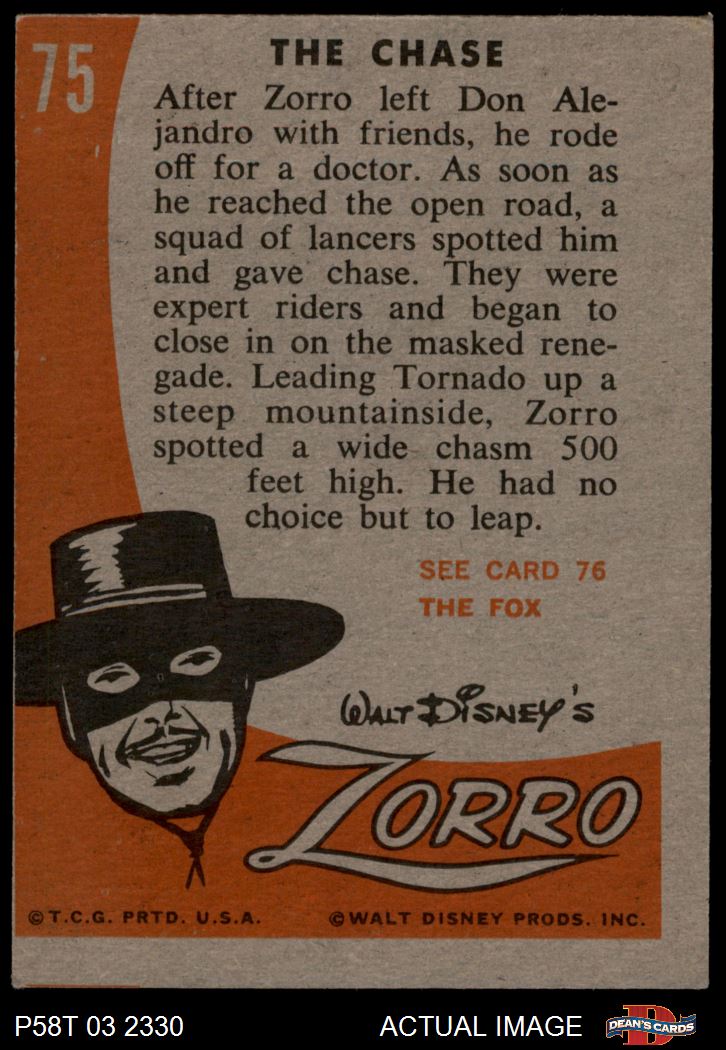 75
THE CHASE
After Zorro left Don Ale-
jandro with friends, he rode
off for a doctor. As soon as
he reached the open road, a
squad of lancers spotted him
and gave chase. They were
expert riders and began to
close in on the masked rene-
gade. Leading Tornado up a
steep mountainside, Zorro
spotted a wide chasm 500
feet high. He had no
choice but to leap.
SEE CARD 76
THE FOX
WALT DISNEY'S
ZORRO
© T.C.G. PRTD. U.S.A. © WALT DISNEY PRODS. INC.
P58T 03 2330 ACTUAL IMAGE D DEAN'S CARDS